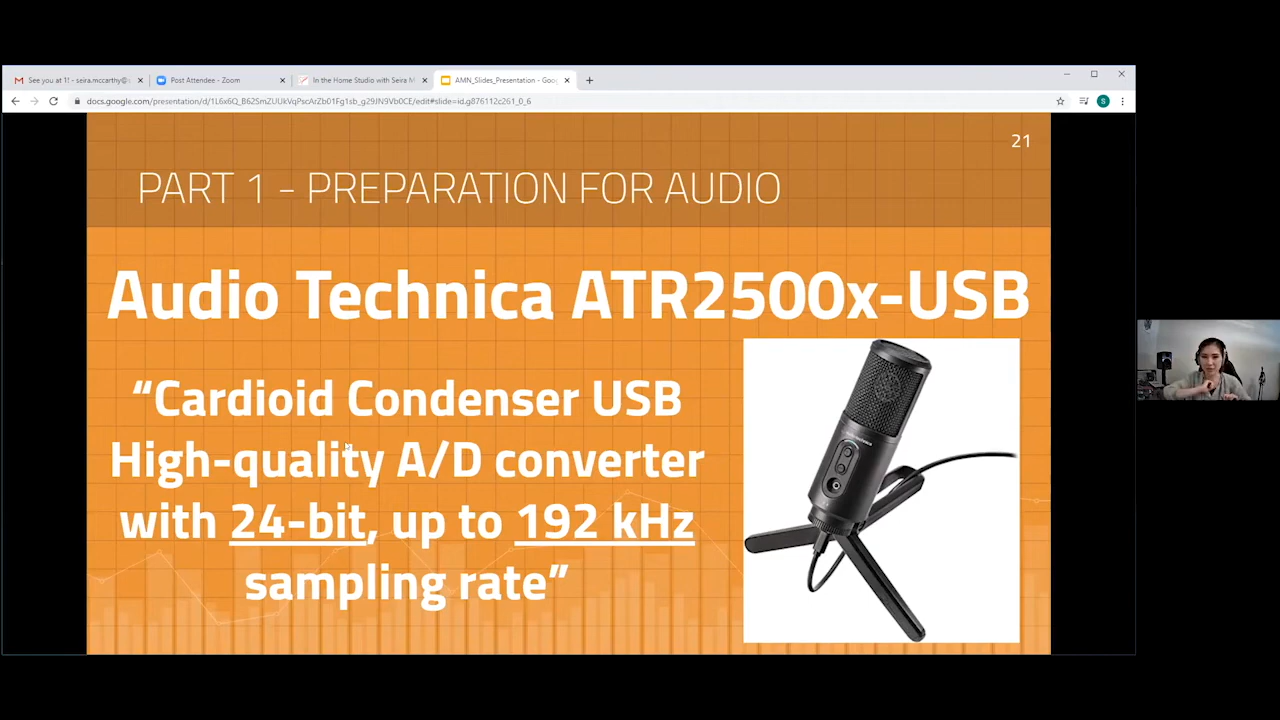 See you at 1! - seira.mccarthy@
Post Attendee - Zoom
In the Home Studio with Seira M
AMN_Slides_Presentation - Goo
docs.google.com/presentation/d/1L6x6Q_B62SmZUUkVqPscArZb01Fg1sb_g29JN9Vb0CE/edit#slide=id.g876112c261_0_6
S
21
PART 1 - PREPARATION FOR AUDIO
Audio Technica ATR2500x-USB
“Cardioid Condenser USB
High-quality A/D converter
with 24-bit, up to 192 kHz
sampling rate”